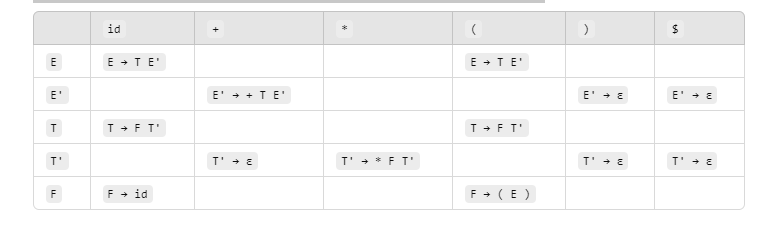 id + * ( ) $
E E → T E' E → T E'
E' E' → + T E' E' → ε E' → ε
T T → F T' T → F T'
T' T' → ε T' → * F T' T' → ε T' → ε
F F → id F → ( E )